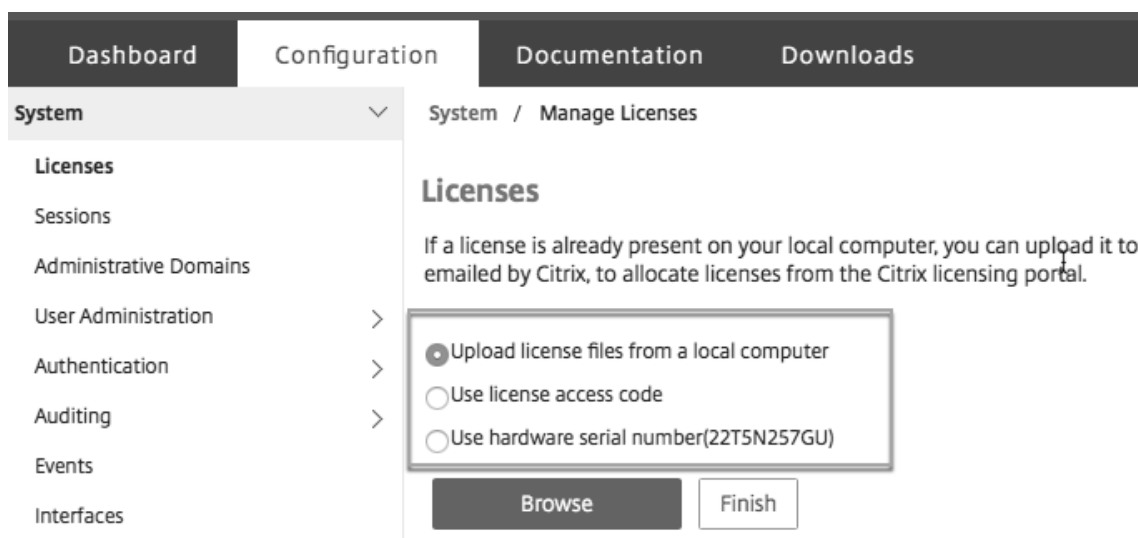 Dashboard Configuration Documentation Downloads
System
System / Manage Licenses
Licenses
Sessions
Administrative Domains
User Administration
Authentication
Auditing
Events
Interfaces
Licenses
If a license is already present on your local computer, you can upload it to
emailed by Citrix, to allocate licenses from the Citrix licensing portal.
Upload license files from a local computer
Use license access code
Use hardware serial number(22T5N257GU)
Browse Finish